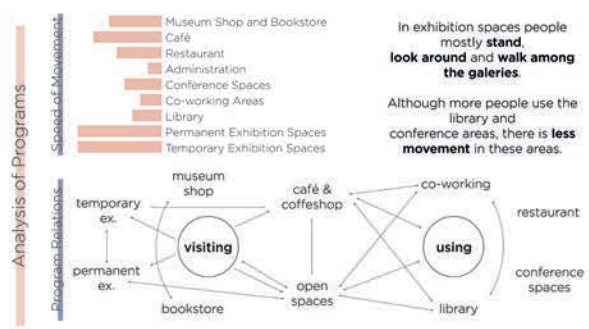 Analysis of Programs
Speed of Movement
Museum Shop and Bookstore
Café
Restaurant
Administration
Conference Spaces
Co-working Areas
Library
Permanent Exhibition Spaces
Temporary Exhibition Spaces
In exhibition spaces people
mostly stand,
look around and walk among
the galeries.
Although more people use the
library and
conference areas, there is less
movement in these areas.
Program Relations
museum
shop
temporary
ex.
visiting
permanent
ex.
bookstore
café &
coffeshop
open
spaces
co-working
using
library
restaurant
conference
spaces